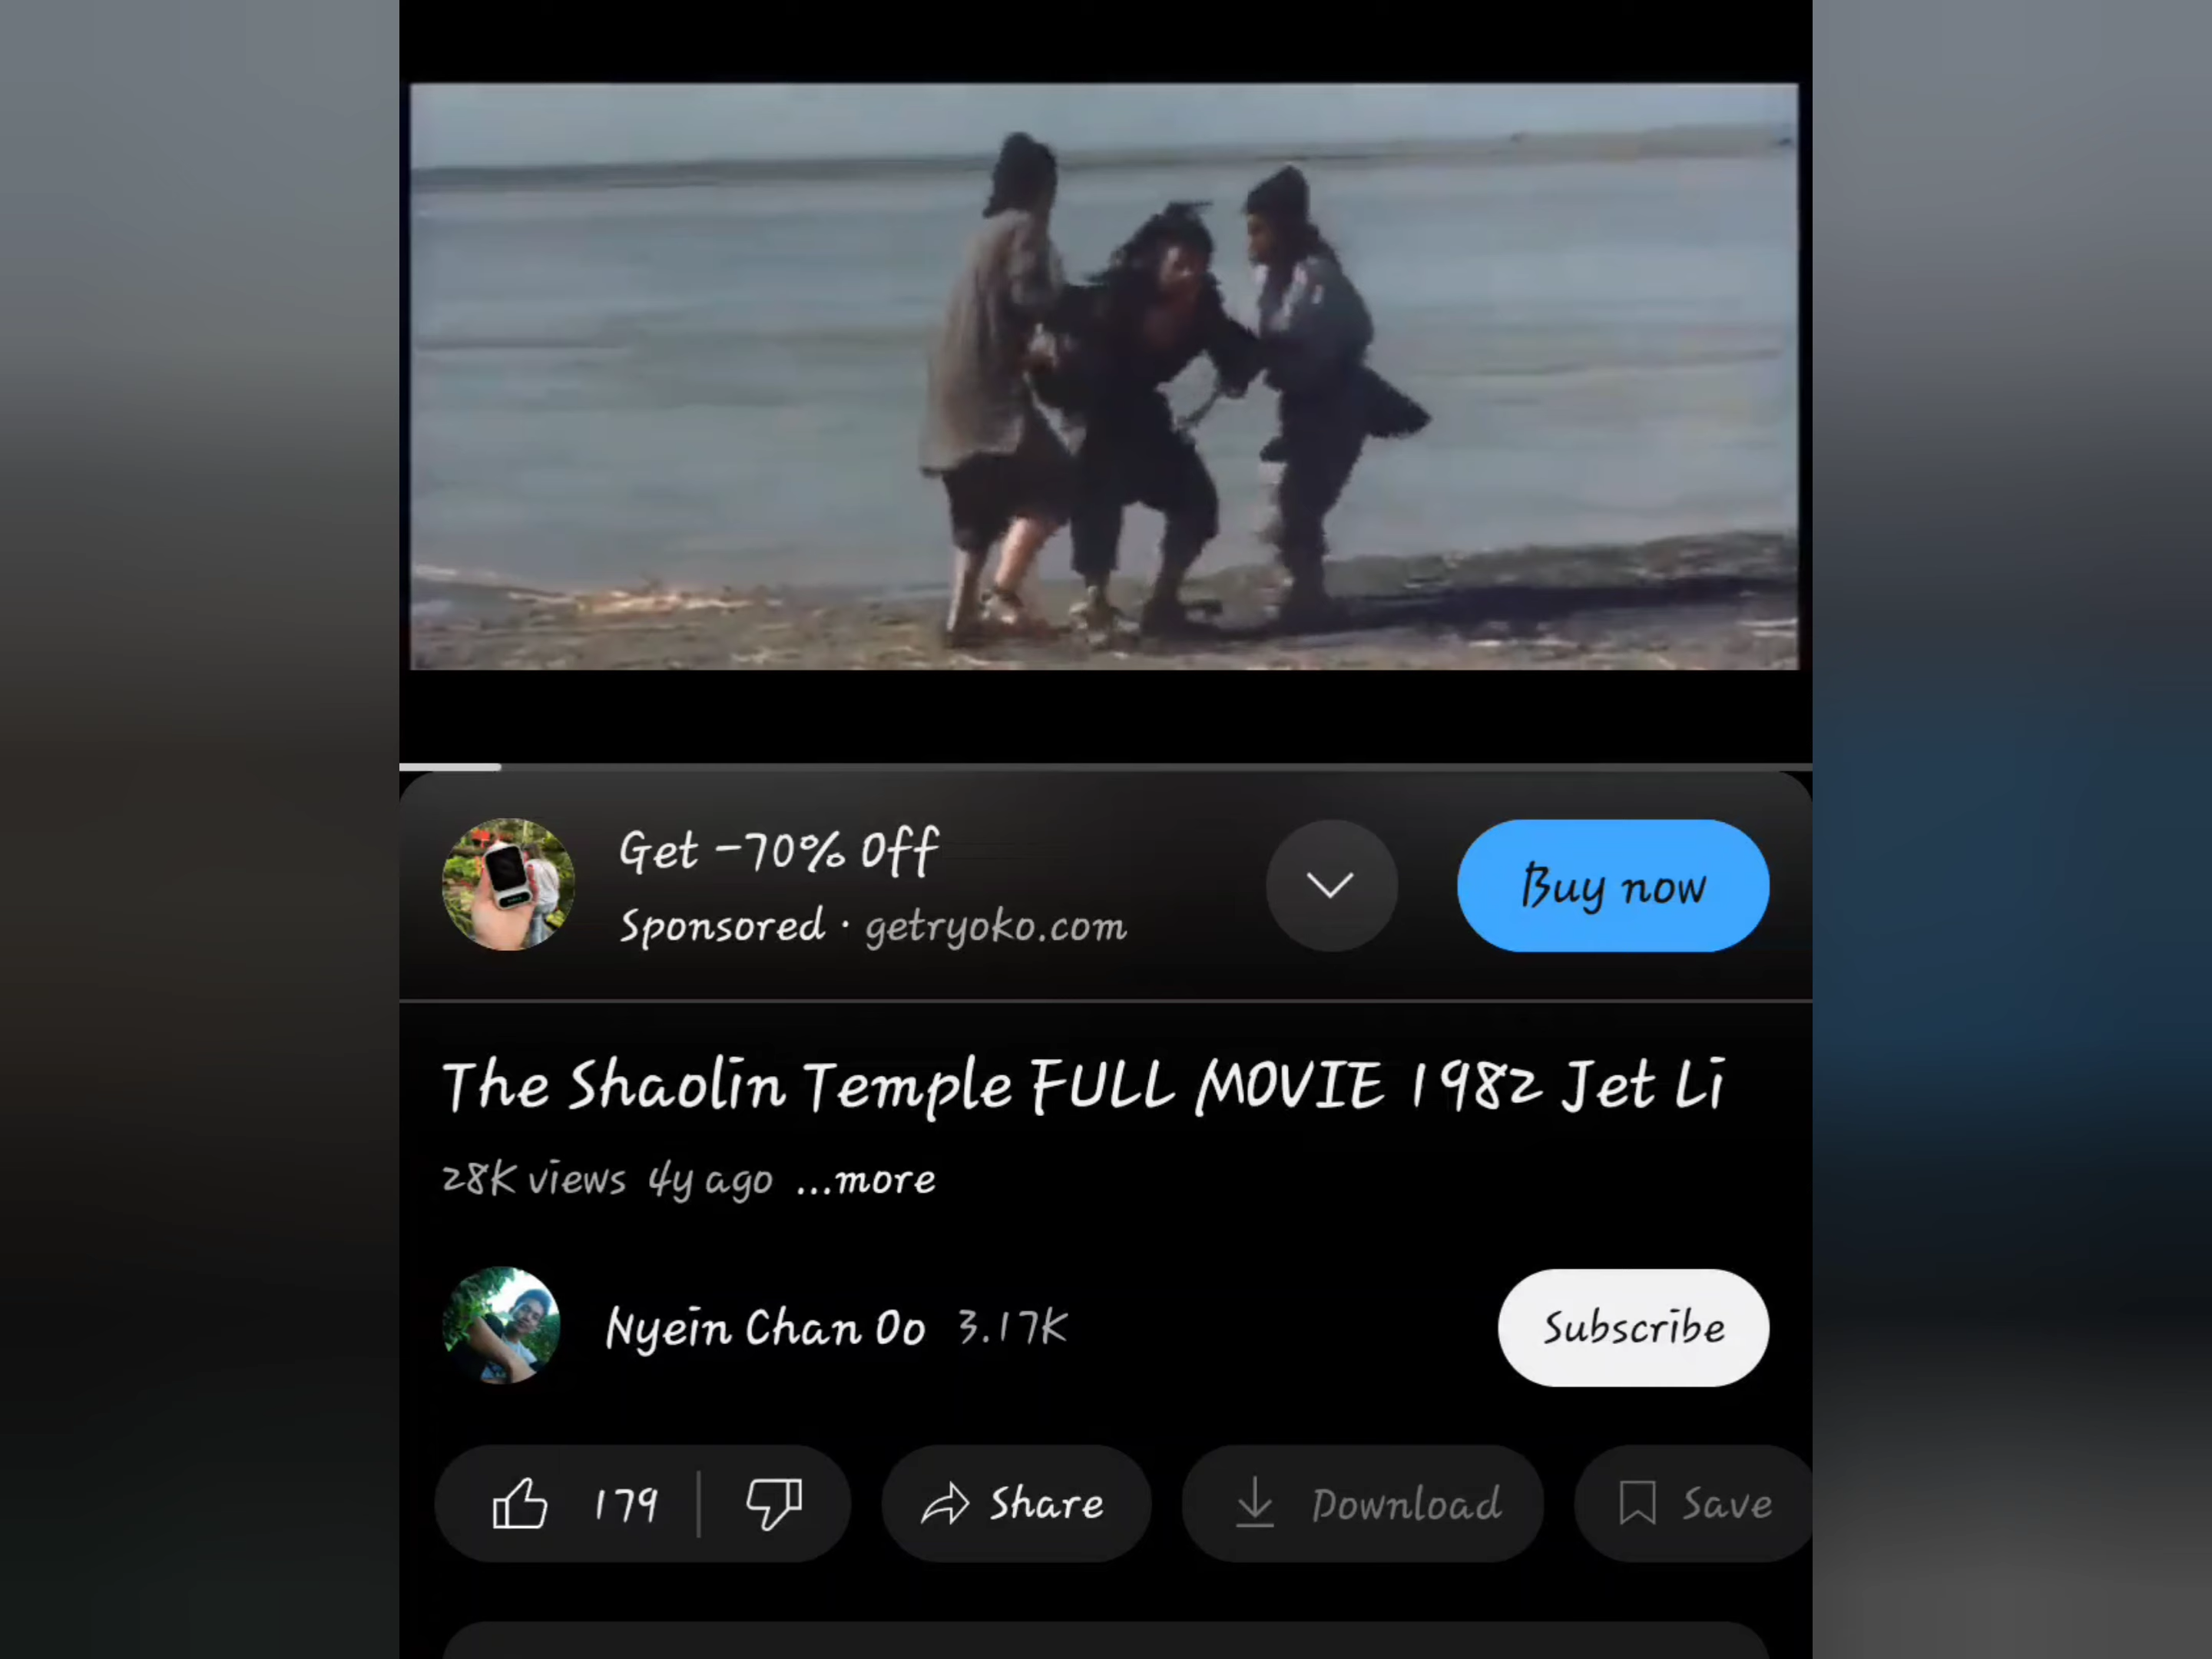 Get -70% Off
Sponsored · getryoko.com
Buy now
The Shaolin Temple FULL MOVIE 1982 Jet Li
28K views 4y ago ...more
Nyein Chan Oo 3.17K
Subscribe
179 Share Download Save